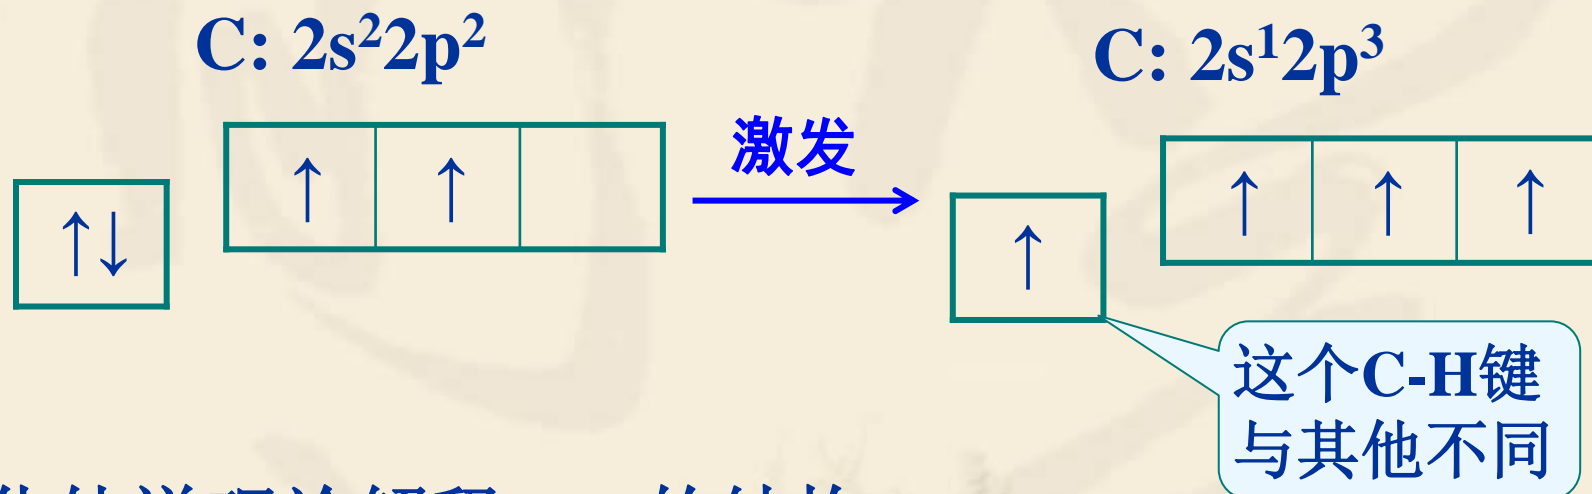 C: 2s²2p²
C: 2s¹2p³
↑↓
↑ ↑
激发
↑
↑ ↑ ↑
这个C-H键
与其他不同